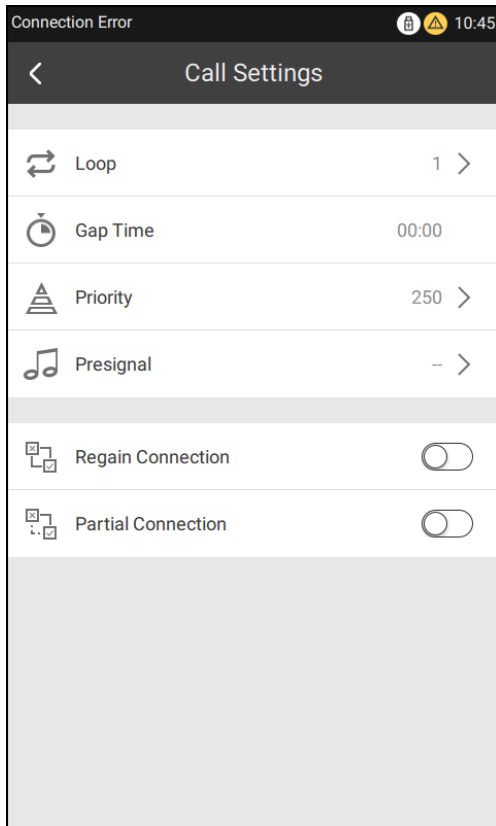 Connection Error 10:45
Call Settings
Loop 1
Gap Time 00:00
Priority 250
Presignal --
Regain Connection
Partial Connection